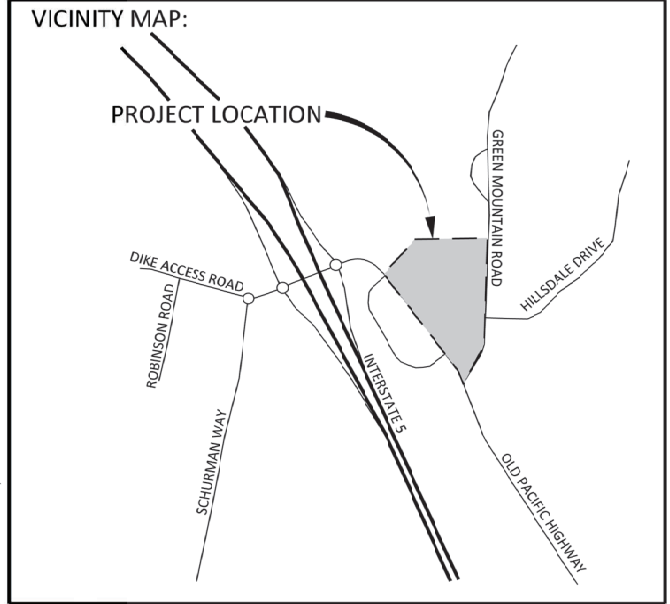 VICINITY MAP:
PROJECT LOCATION
GREEN MOUNTAIN ROAD
DIKE ACCESS ROAD
HILLSDALE DRIVE
ROBINSON ROAD
INTERSTATE 5
SCHURMAN WAY
OLD PACIFIC HIGHWAY